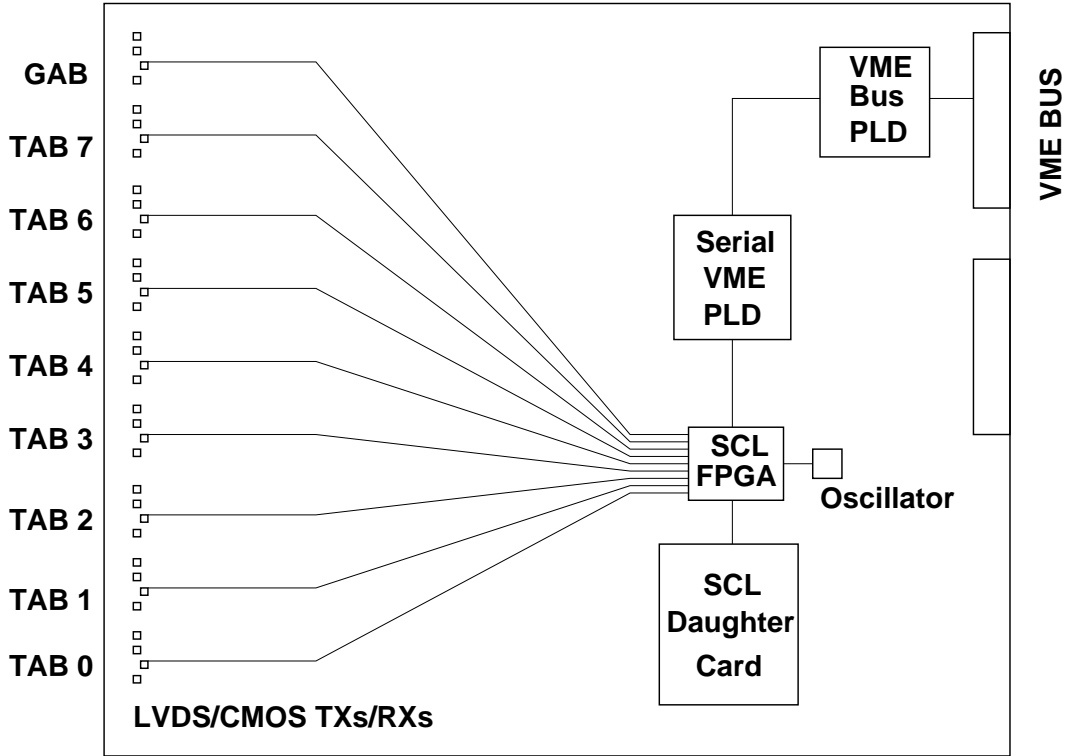 GAB
TAB 7
TAB 6
TAB 5
TAB 4
TAB 3
TAB 2
TAB 1
TAB 0
LVDS/CMOS TXs/RXs
VME
Bus
PLD
VME BUS
Serial
VME
PLD
SCL
FPGA
Oscillator
SCL
Daughter
Card